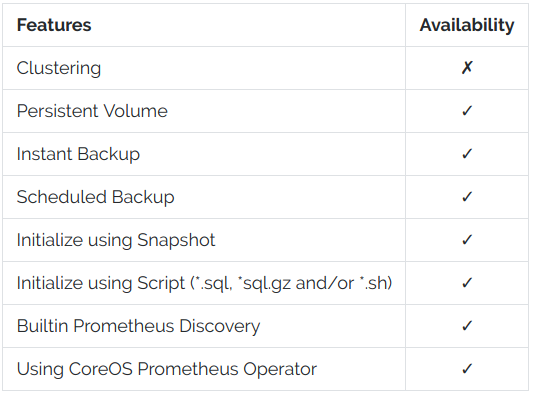 Features Availability
Clustering ✗
Persistent Volume ✓
Instant Backup ✓
Scheduled Backup ✓
Initialize using Snapshot ✓
Initialize using Script (*.sql, *sql.gz and/or *.sh) ✓
Builtin Prometheus Discovery ✓
Using CoreOS Prometheus Operator ✓